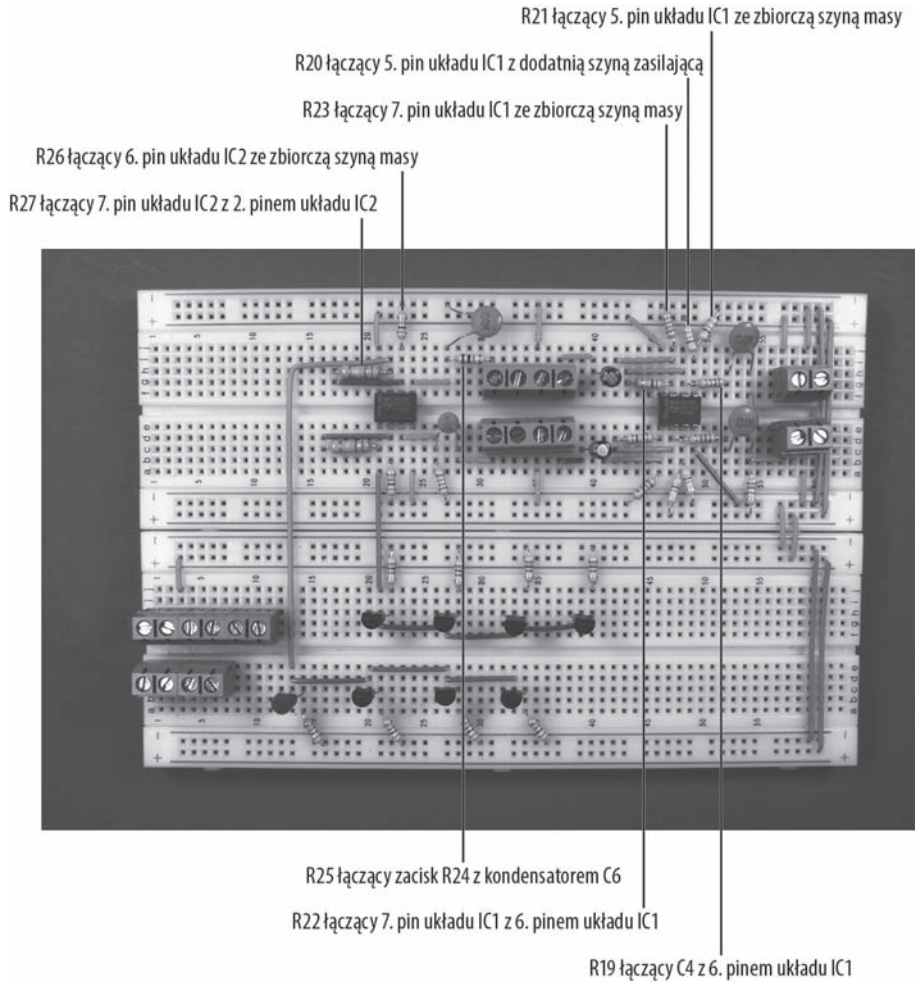 R21 łączący 5. pin układu IC1 ze zbiorczą szyną masy
R20 łączący 5. pin układu IC1 z dodatnią szyną zasilającą
R23 łączący 7. pin układu IC1 ze zbiorczą szyną masy
R26 łączący 6. pin układu IC2 ze zbiorczą szyną masy
R27 łączący 7. pin układu IC2 z 2. pinem układu IC2
R25 łączący zacisk R24 z kondensatorem C6
R22 łączący 7. pin układu IC1 z 6. pinem układu IC1
R19 łączący C4 z 6. pinem układu IC1